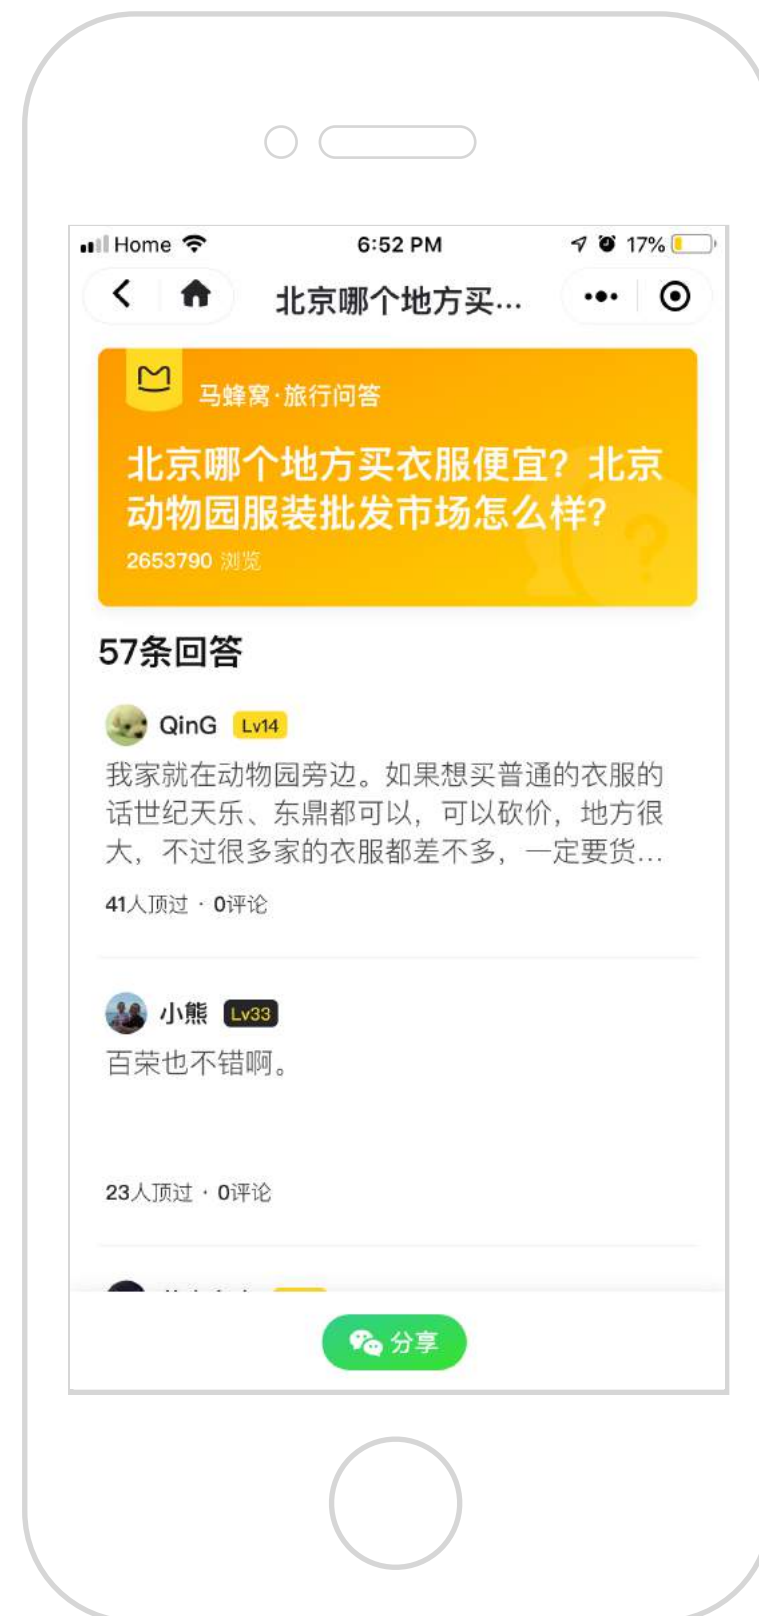 Home 6:52 PM 17%
北京哪个地方买...
马蜂窝·旅行问答
北京哪个地方买衣服便宜？北京
动物园服装批发市场怎么样？
2653790 浏览
57条回答
QinG Lv14
我家就在动物园旁边。如果想买普通的衣服的
话世纪天乐、东鼎都可以，可以砍价，地方很
大，不过很多家的衣服都差不多，一定要货...
41人顶过 · 0评论
小熊 Lv33
百荣也不错啊。
23人顶过 · 0评论
分享